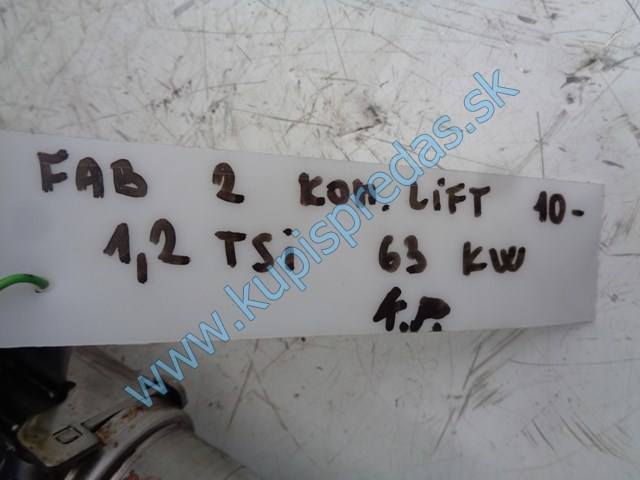 FAB 2 KOM. LiFT 10-
1,2 TSi 63 KW
F.P.
www.kupispredas.sk